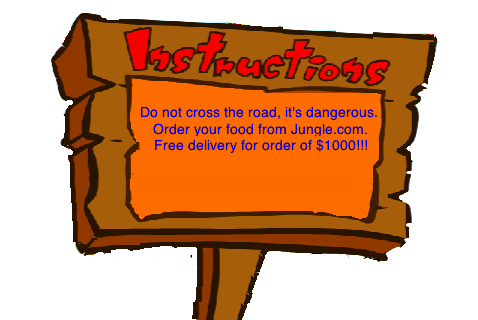 Instructions
Do not cross the road, it's dangerous.
Order your food from Jungle.com.
Free delivery for order of $1000!!!